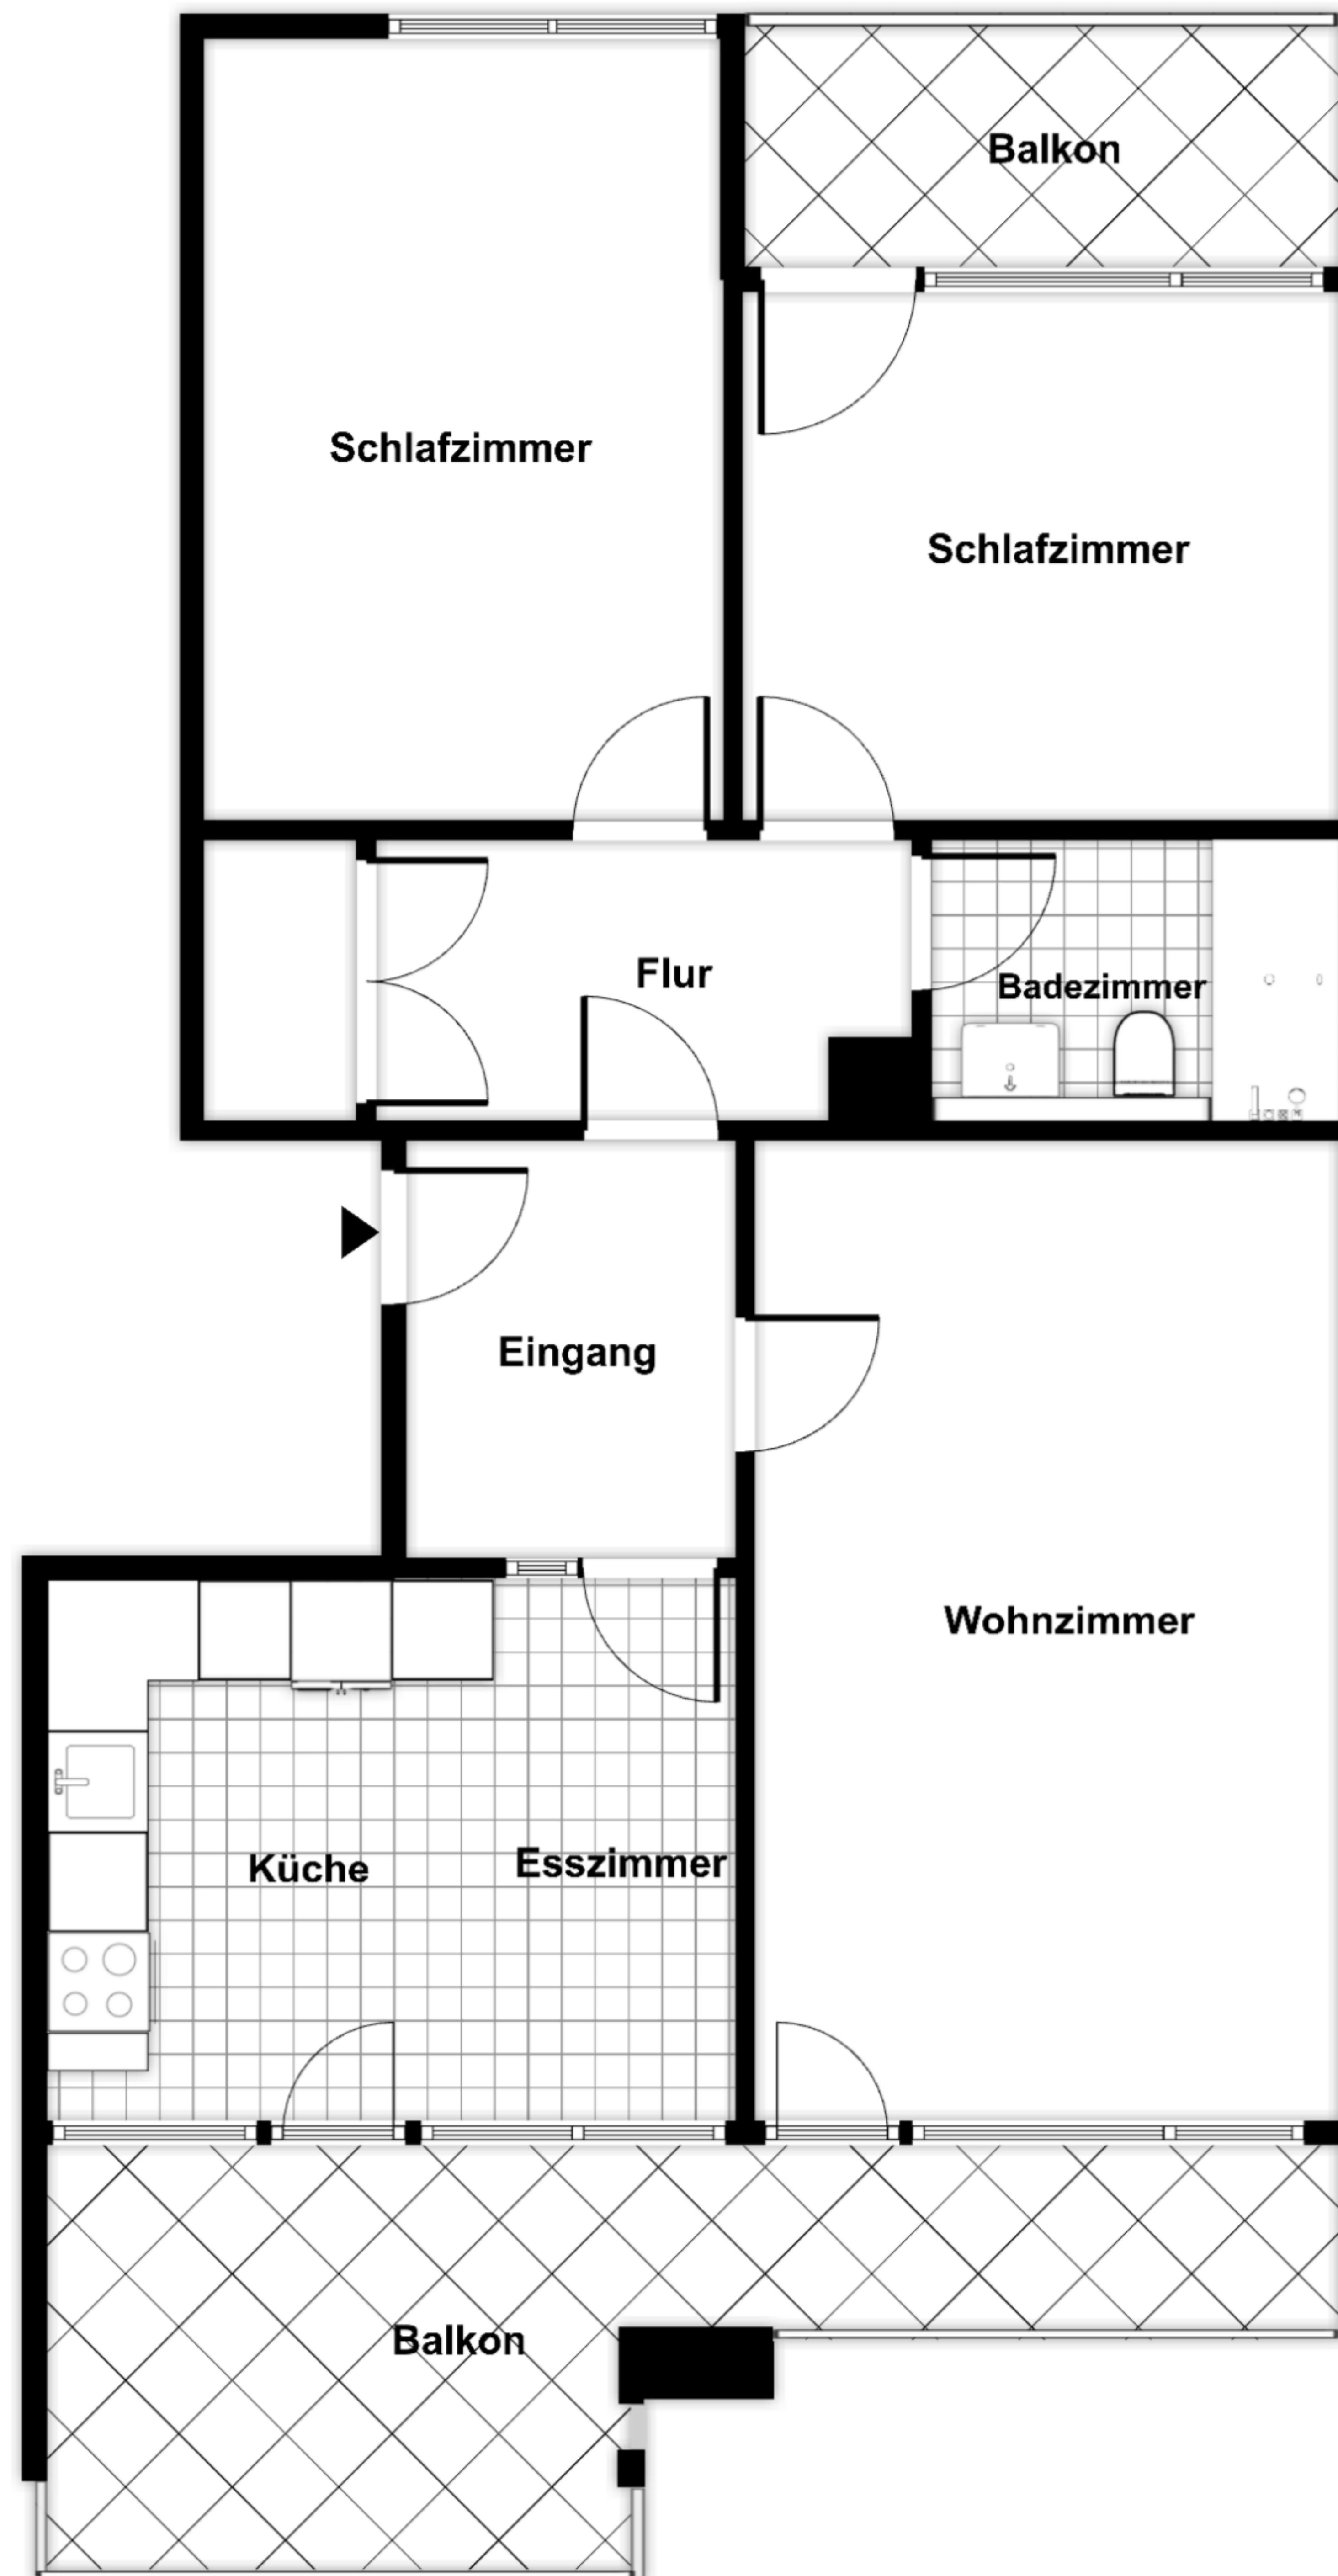 Balkon
Schlafzimmer
Schlafzimmer
Flur
Badezimmer
Eingang
Wohnzimmer
Küche
Esszimmer
Balkon